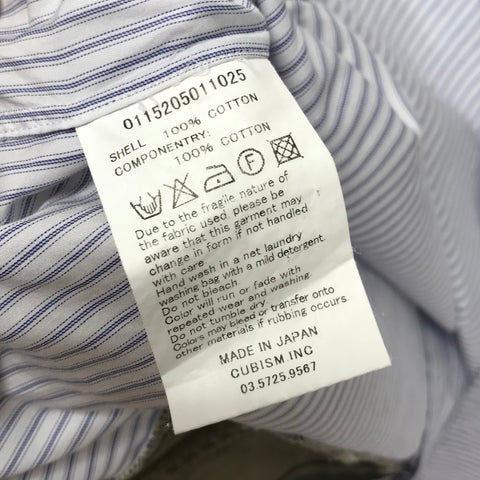 0115205011025
SHELL 100% COTTON
COMPONENTRY:
100% COTTON
F
Due to the fragile nature of
the fabric used, please be
aware that this garment may
change in form if not handled
with care.
Hand wash in a net laundry
washing bag with a mild detergent.
Do not bleach.
Color will run or fade with
repeated wear and washing.
Do not tumble dry.
Colors may bleed or transfer onto
other materials if rubbing occurs.
MADE IN JAPAN
CUBISM INC
03.5725.9567